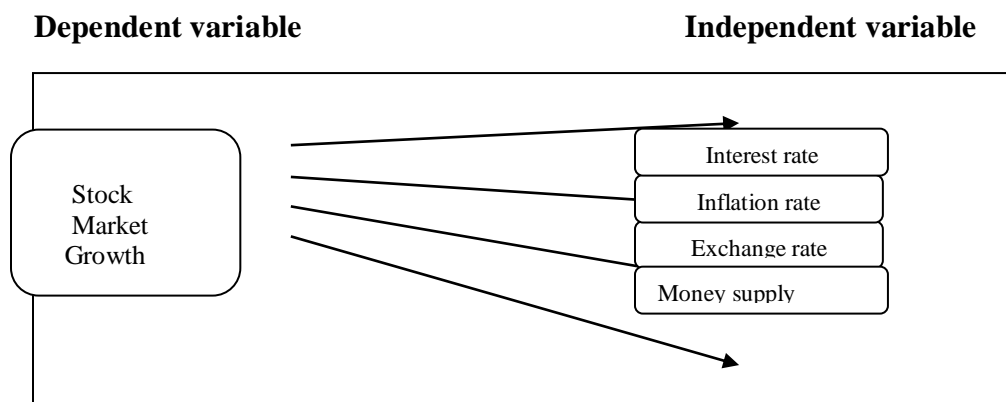 Dependent variable
Independent variable
Stock
Market
Growth
Interest rate
Inflation rate
Exchange rate
Money supply